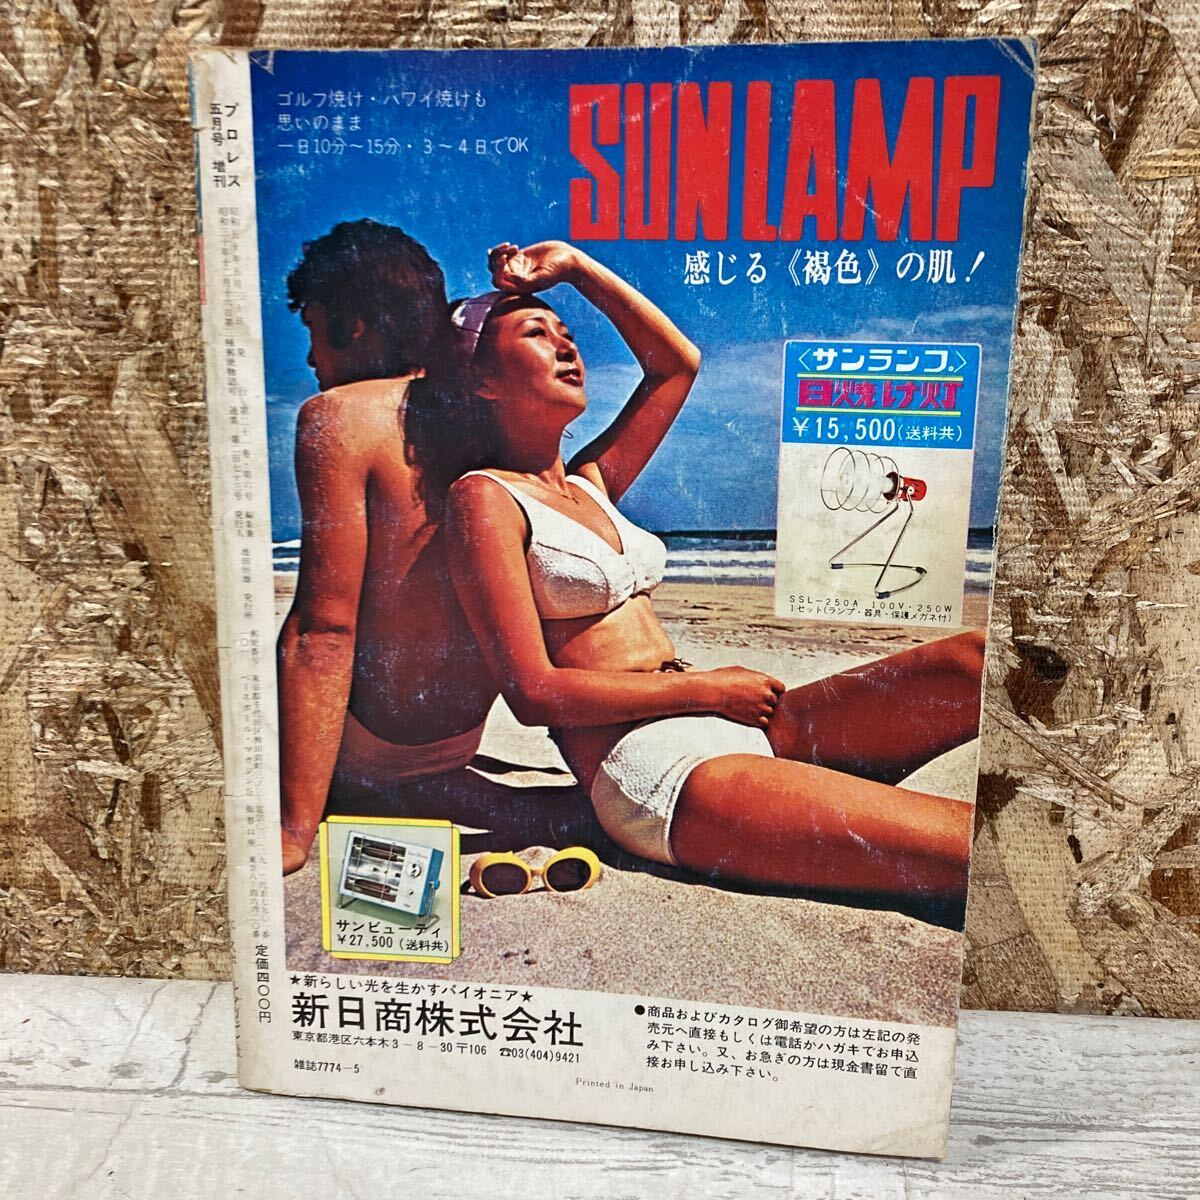 プロレス
五月号 増刊
定価四〇〇円
ゴルフ焼け・ハワイ焼けも
思いのまま
一日10分〜15分・3〜4日でOK
SUNLAMP
感じる《褐色》の肌！
〈サンランプ〉
日焼け灯
￥15,500(送料共)
SSL-250A 100V・250W
1セット(ランプ・器具・保護メガネ付)
サンビューティ
￥27,500(送料共)
★新らしい光を生かすパイオニア★
新日商株式会社
東京都港区六本木3－8－30〒106 ☎03(404)9421
●商品およびカタログ御希望の方は左記の発
売元へ直接もしくは電話かハガキでお申込
み下さい。又、お急ぎの方は現金書留で直
接お申し込み下さい。
雑誌7774－5
Printed in Japan